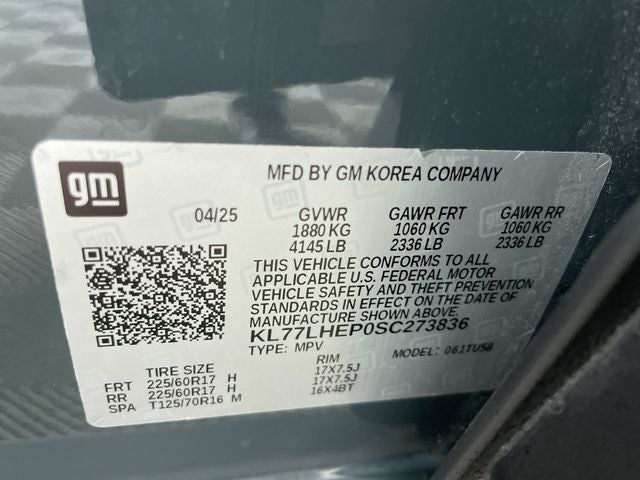 gm
MFD BY GM KOREA COMPANY
04/25 GVWR GAWR FRT GAWR RR
1880 KG 1060 KG 1060 KG
4145 LB 2336 LB 2336 LB
THIS VEHICLE CONFORMS TO ALL
APPLICABLE U.S. FEDERAL MOTOR
VEHICLE SAFETY AND THEFT PREVENTION
STANDARDS IN EFFECT ON THE DATE OF
MANUFACTURE SHOWN ABOVE.
KL77LHEP0SC273836
TYPE: MPV MODEL: 061TU58
TIRE SIZE RIM
FRT 225/60R17 H 17X7.5J
RR 225/60R17 H 17X7.5J
SPA T125/70R16 M 16X4BT